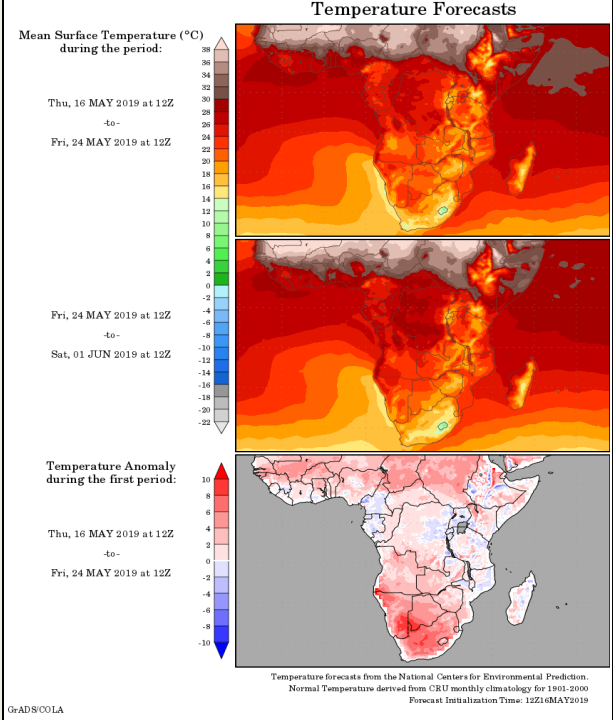 Temperature Forecasts
Mean Surface Temperature (°C)
during the period:
38
36
34
32
30
28
26
24
22
21
20
18
16
14
12
10
8
6
4
2
0
-2
-4
-6
-8
-10
-12
-14
-16
-18
-20
-22
Thu, 16 MAY 2019 at 12Z
-to-
Fri, 24 MAY 2019 at 12Z
Fri, 24 MAY 2019 at 12Z
-to-
Sat, 01 JUN 2019 at 12Z
Temperature Anomaly
during the first period:
10
8
6
4
2
0
-2
-4
-6
-8
-10
Thu, 16 MAY 2019 at 12Z
-to-
Fri, 24 MAY 2019 at 12Z
Temperature forecasts from the National Centers for Environmental Prediction.
Normal Temperature derived from CRU monthly climatology for 1901-2000
Forecast Initialization Time: 12Z16MAY2019
GrADS/COLA